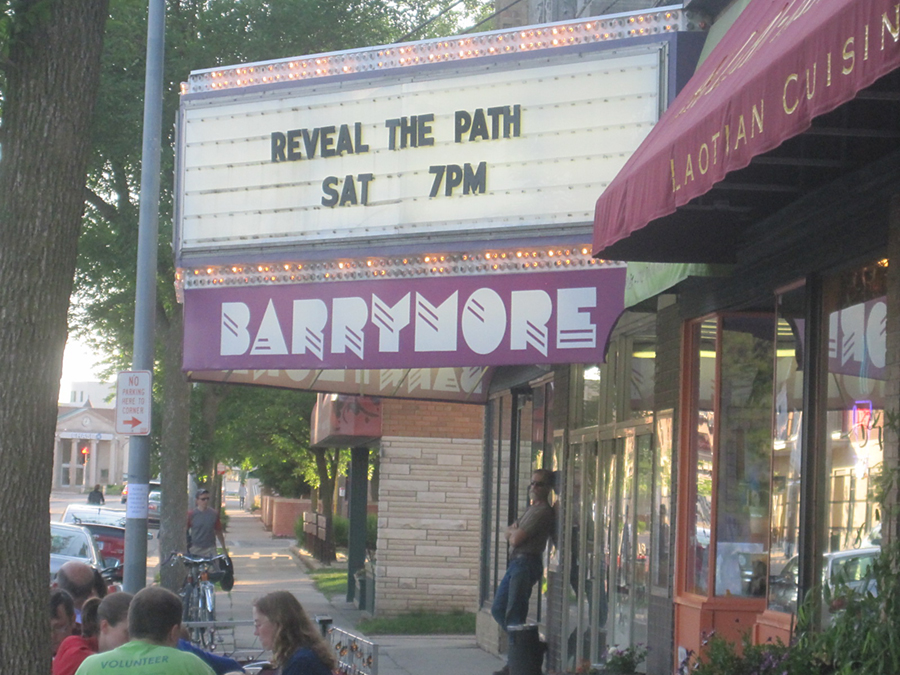 REVEAL THE PATH
SAT 7PM
BARRYMORE
LAOTIAN CUISIN
NO
PARKING
HERE TO
CORNER
VOLUNTEER